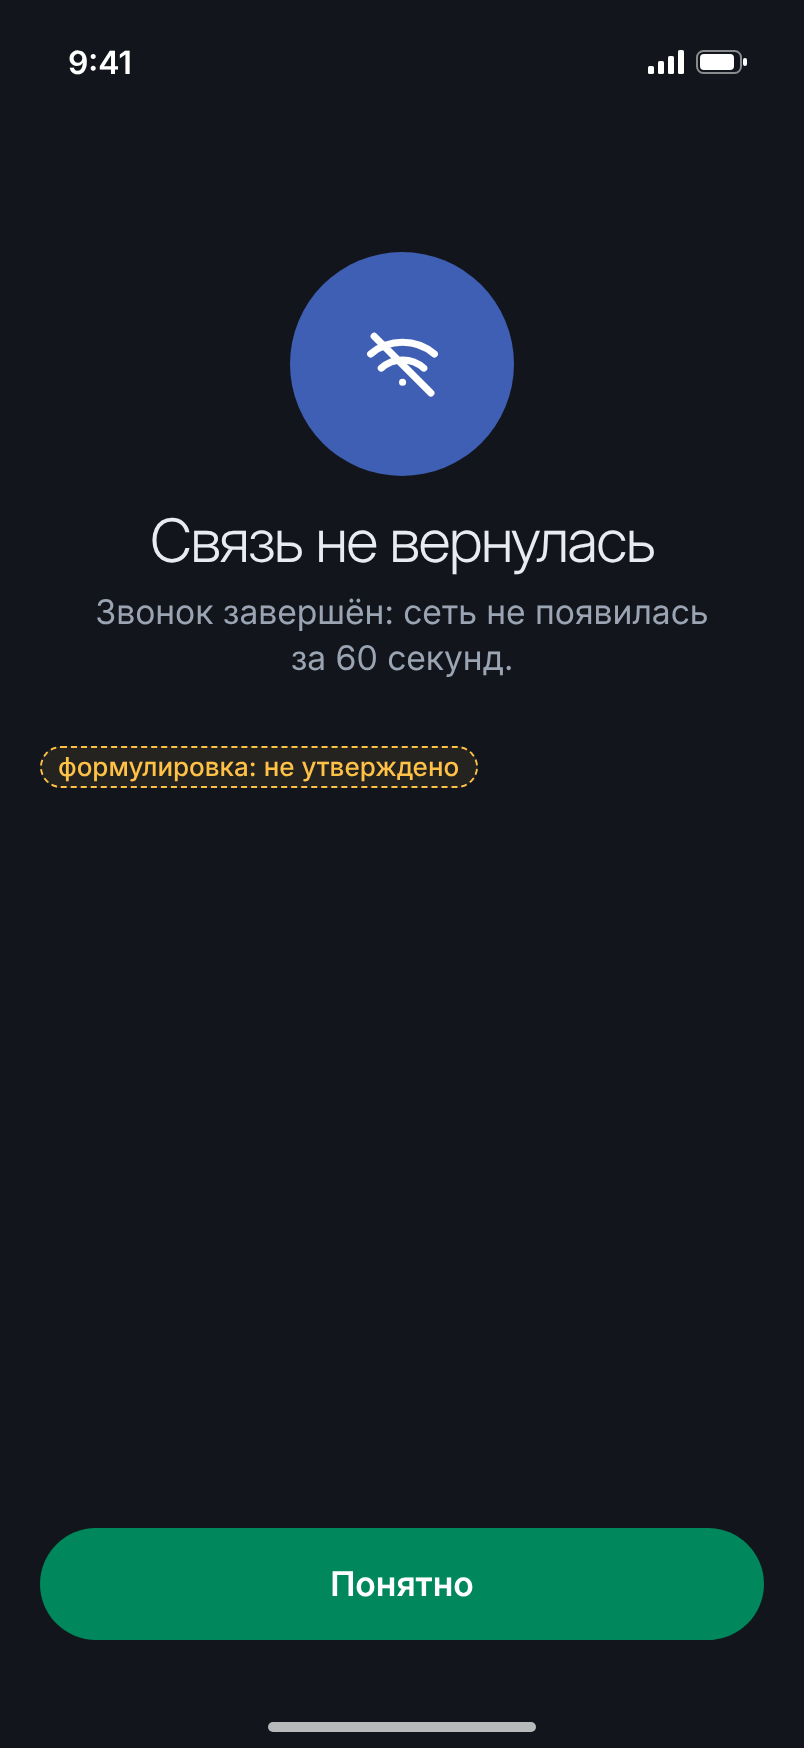 9:41
Связь не вернулась
Звонок завершён: сеть не появилась
за 60 секунд.
формулировка: не утверждено
Понятно